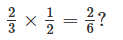 2/3 × 1/2 = 2/6?